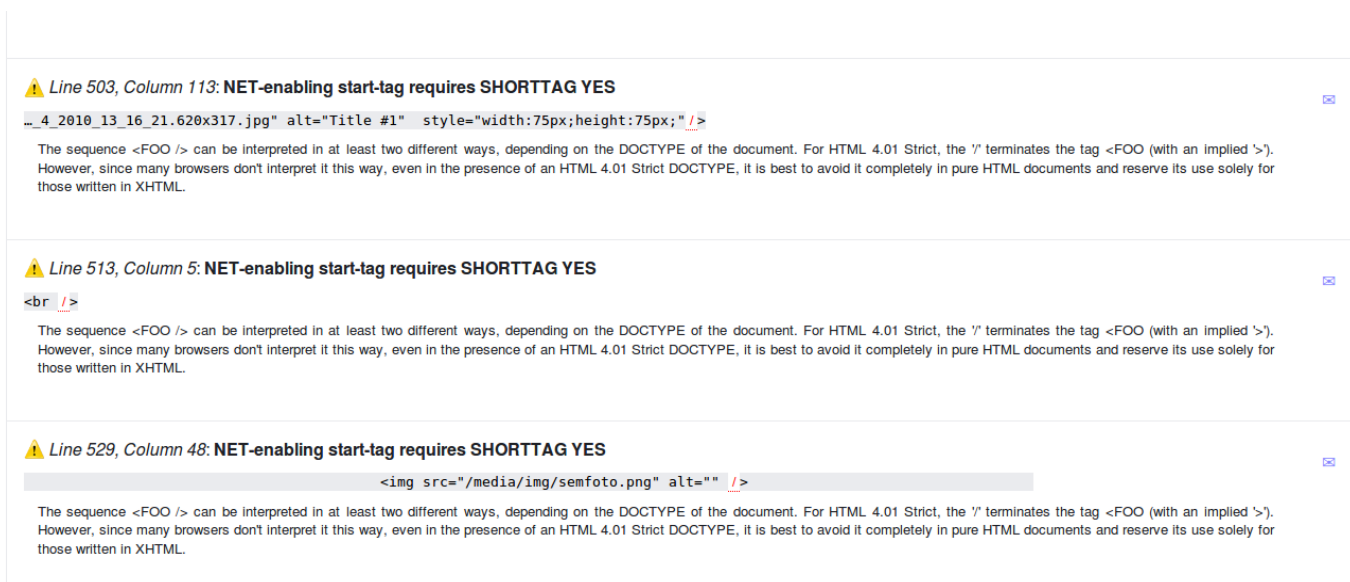 Line 503, Column 113: NET-enabling start-tag requires SHORTTAG YES
…_4_2010_13_16_21.620x317.jpg" alt="Title #1"  style="width:75px;height:75px;"/>
The sequence <FOO /> can be interpreted in at least two different ways, depending on the DOCTYPE of the document. For HTML 4.01 Strict, the '/' terminates the tag <FOO (with an implied '>').
However, since many browsers don't interpret it this way, even in the presence of an HTML 4.01 Strict DOCTYPE, it is best to avoid it completely in pure HTML documents and reserve its use solely for
those written in XHTML.
Line 513, Column 5: NET-enabling start-tag requires SHORTTAG YES
<br />
The sequence <FOO /> can be interpreted in at least two different ways, depending on the DOCTYPE of the document. For HTML 4.01 Strict, the '/' terminates the tag <FOO (with an implied '>').
However, since many browsers don't interpret it this way, even in the presence of an HTML 4.01 Strict DOCTYPE, it is best to avoid it completely in pure HTML documents and reserve its use solely for
those written in XHTML.
Line 529, Column 48: NET-enabling start-tag requires SHORTTAG YES
<img src="/media/img/semfoto.png" alt="" />
The sequence <FOO /> can be interpreted in at least two different ways, depending on the DOCTYPE of the document. For HTML 4.01 Strict, the '/' terminates the tag <FOO (with an implied '>').
However, since many browsers don't interpret it this way, even in the presence of an HTML 4.01 Strict DOCTYPE, it is best to avoid it completely in pure HTML documents and reserve its use solely for
those written in XHTML.